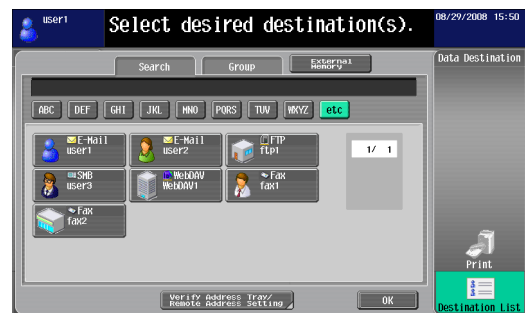 user1
Select desired destination(s).
08/29/2008 15:50
Data Destination
Search
Group
External
Memory
ABC
DEF
GHI
JKL
MNO
PQRS
TUV
WXYZ
etc
E-Mail
user1
E-Mail
user2
FTP
ftp1
1/ 1
SMB
user3
WebDAV
WebDAV1
Fax
fax1
Fax
fax2
Print
Verify Address Tray/
Remote Address Setting
OK
Destination List